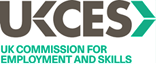 UKCES
UK COMMISSION FOR
EMPLOYMENT AND SKILLS